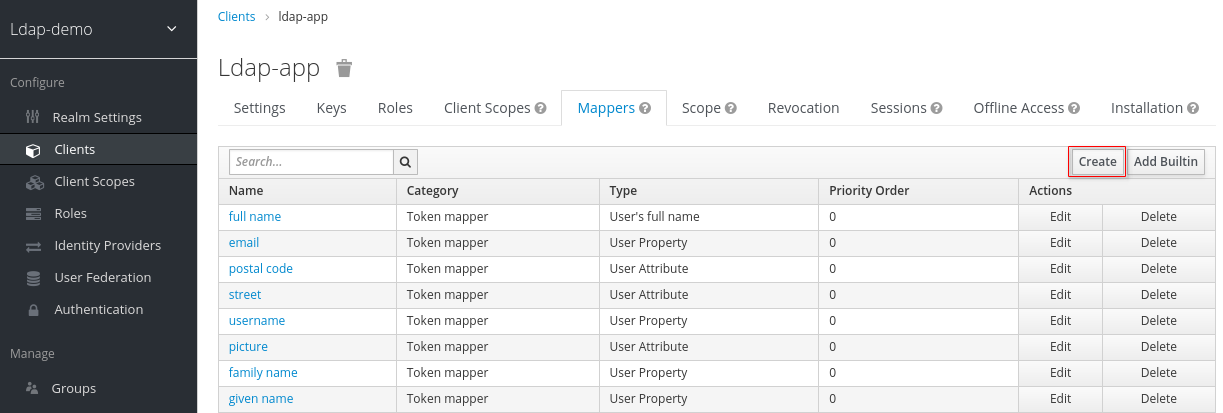 Ldap-demo
Configure
Realm Settings
Clients
Client Scopes
Roles
Identity Providers
User Federation
Authentication
Manage
Groups
Clients > ldap-app
Ldap-app
Settings Keys Roles Client Scopes ? Mappers ? Scope ? Revocation Sessions ? Offline Access ? Installation ?
Search... Create Add Builtin
Name Category Type Priority Order Actions
full name Token mapper User's full name 0 Edit Delete
email Token mapper User Property 0 Edit Delete
postal code Token mapper User Attribute 0 Edit Delete
street Token mapper User Attribute 0 Edit Delete
username Token mapper User Property 0 Edit Delete
picture Token mapper User Attribute 0 Edit Delete
family name Token mapper User Property 0 Edit Delete
given name Token mapper User Property 0 Edit Delete